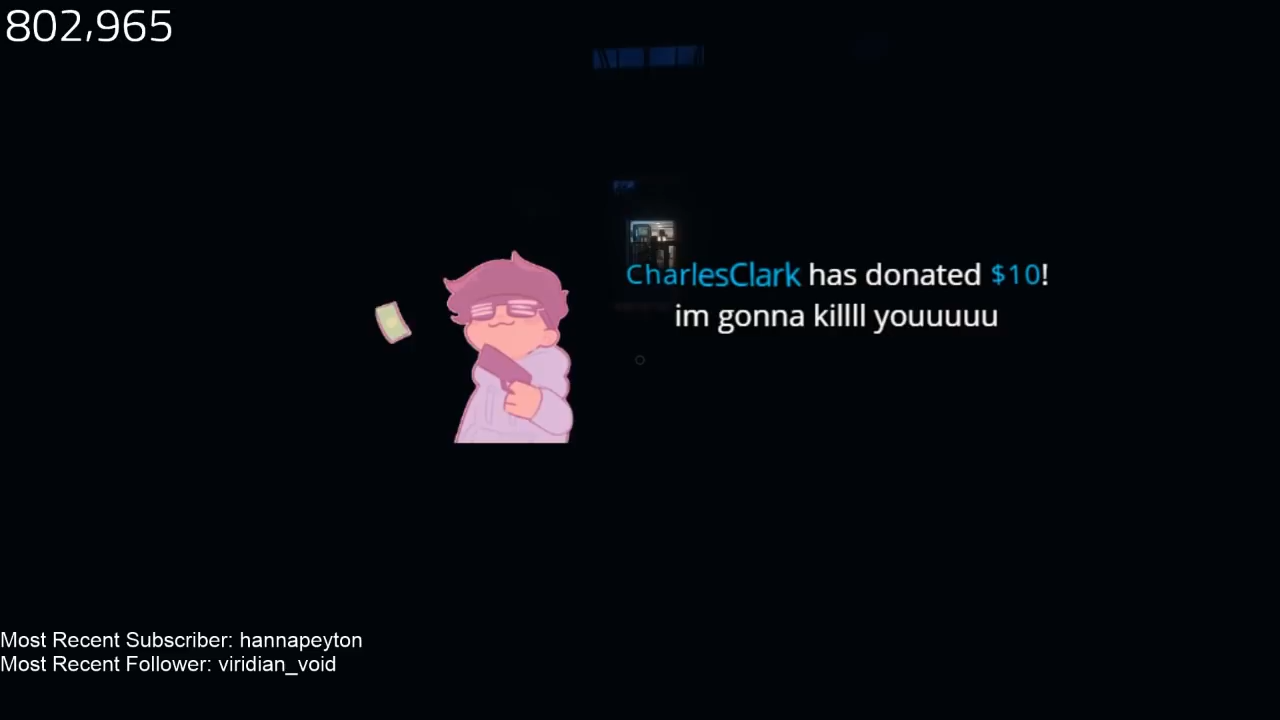 802,965
CharlesClark has donated $10!
im gonna killll youuuuu
Most Recent Subscriber: hannapeyton
Most Recent Follower: viridian_void